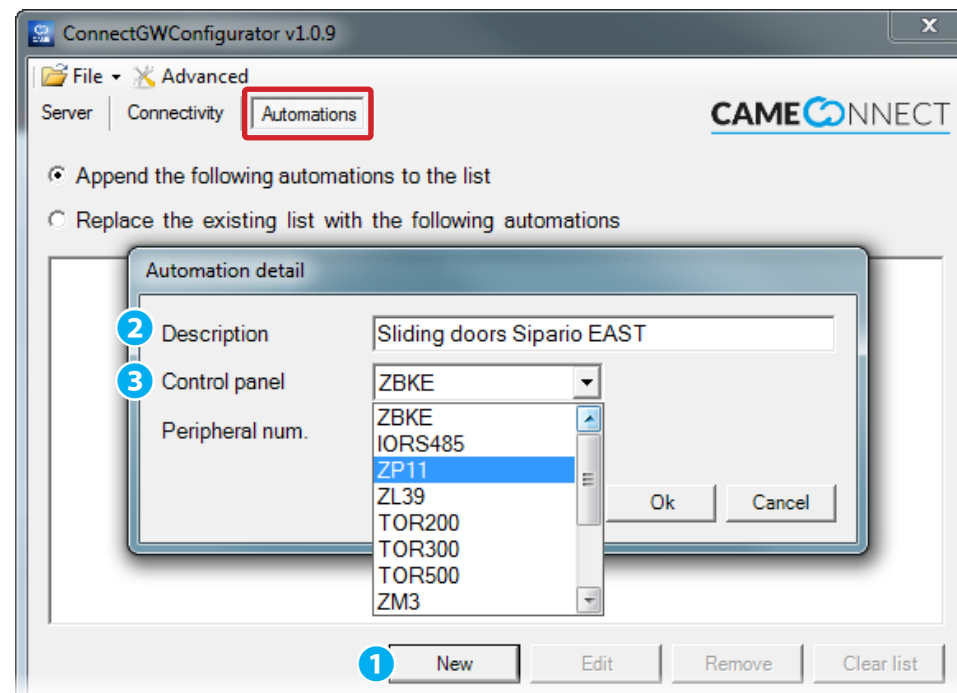 ConnectGWConfigurator v1.0.9
x
File Advanced
Server Connectivity Automations
CAME CONNECT
Append the following automations to the list
Replace the existing list with the following automations
Automation detail
2 Description Sliding doors Sipario EAST
3 Control panel ZBKE
Peripheral num.
ZBKE
IORS485
ZP11
ZL39
TOR200
TOR300
TOR500
ZM3
Ok Cancel
1 New Edit Remove Clear list